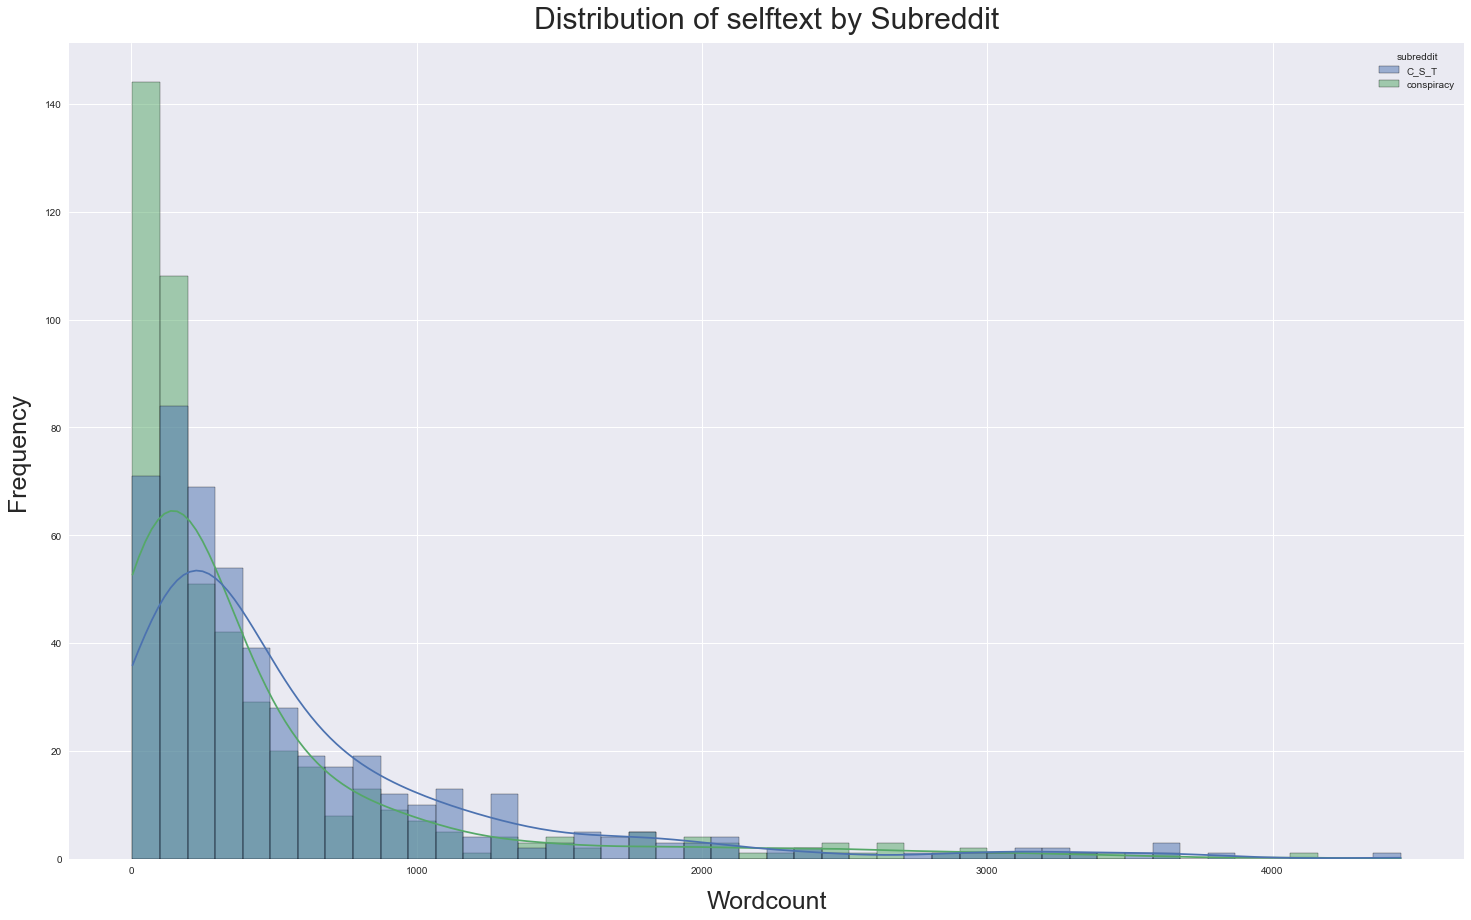 Distribution of selftext by Subreddit
subreddit
C_S_T
conspiracy
Frequency
140
120
100
80
60
40
20
0
0 1000 2000 3000 4000
Wordcount